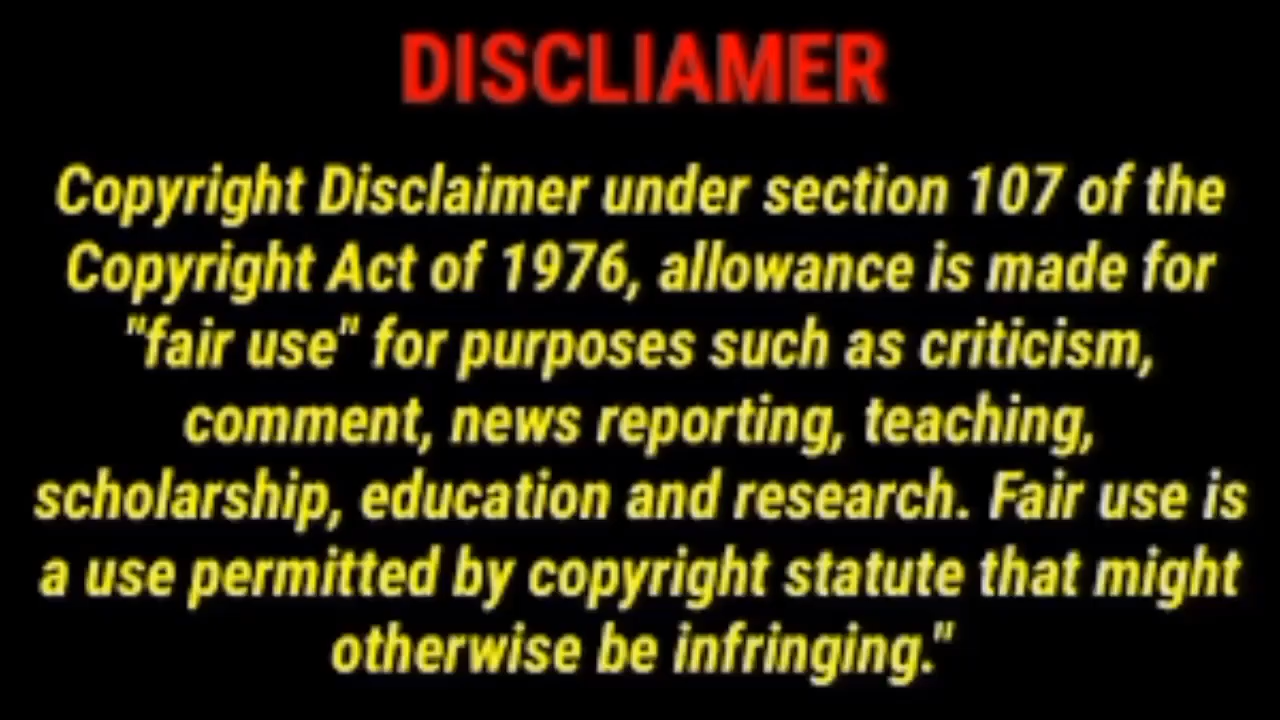 DISCLIAMER
Copyright Disclaimer under section 107 of the
Copyright Act of 1976, allowance is made for
"fair use" for purposes such as criticism,
comment, news reporting, teaching,
scholarship, education and research. Fair use is
a use permitted by copyright statute that might
otherwise be infringing."